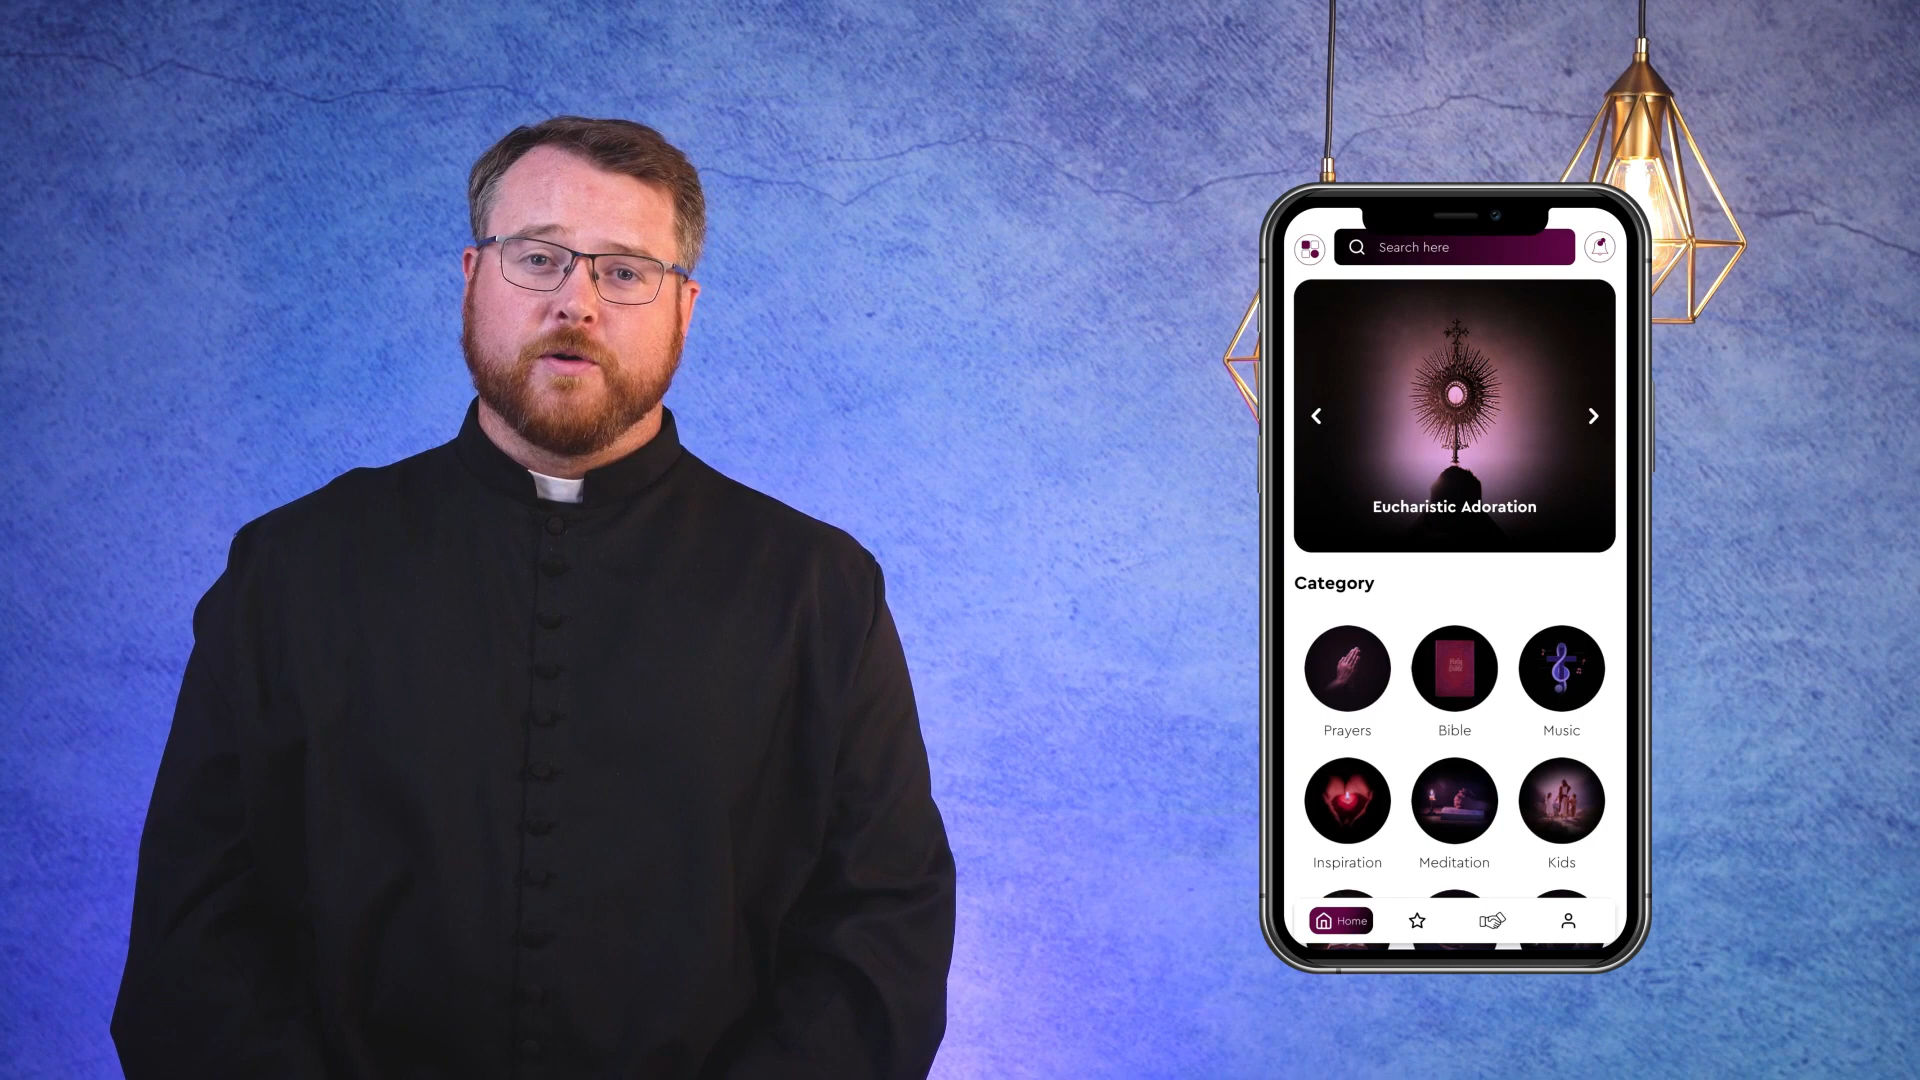 Search here
Eucharistic Adoration
Category
Prayers
Bible
Music
Inspiration
Meditation
Kids
Home